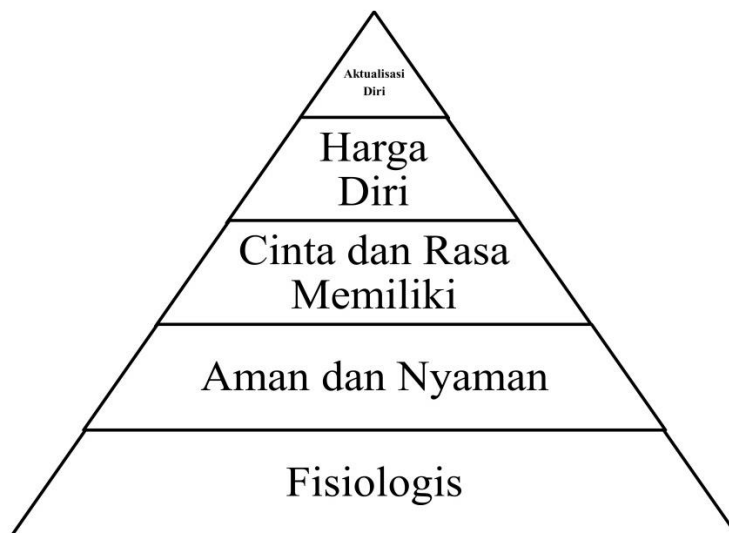 Aktualisasi
Diri
Harga
Diri
Cinta dan Rasa
Memiliki
Aman dan Nyaman
Fisiologis